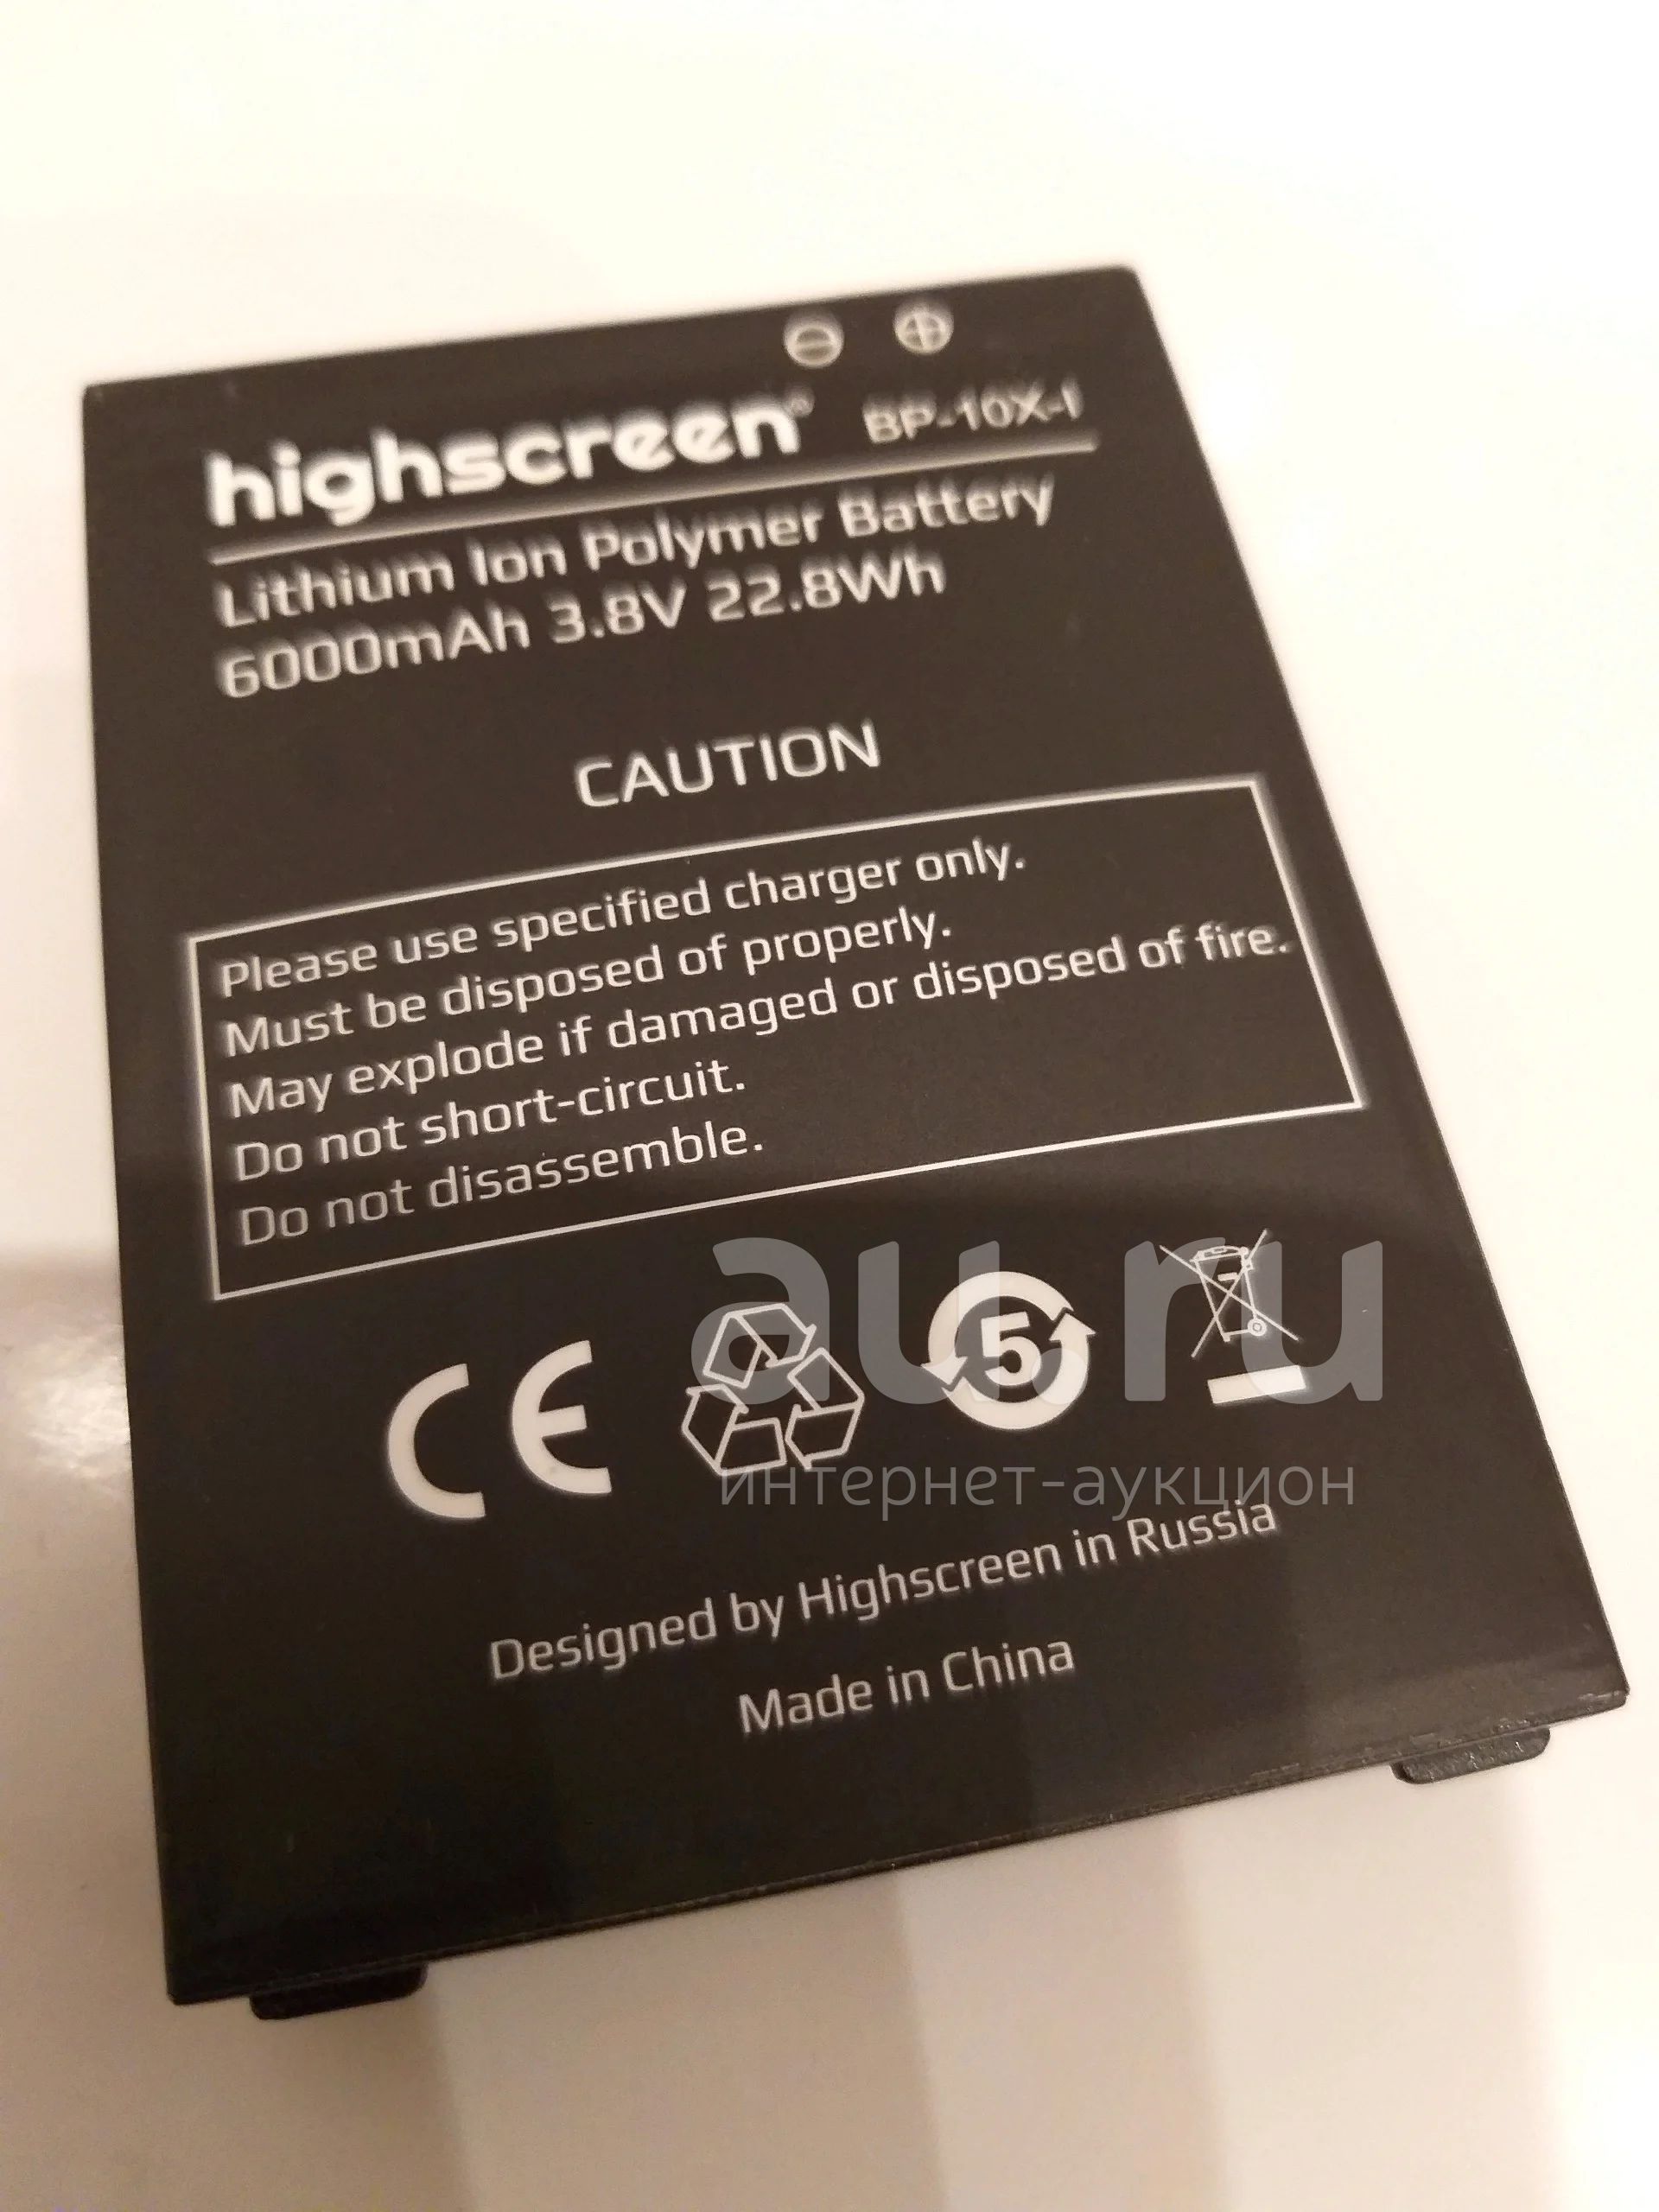 highscreen® BP-10X-I
Lithium Ion Polymer Battery
6000mAh 3.8V 22.8Wh
CAUTION
Please use specified charger only.
Must be disposed of properly.
May explode if damaged or disposed of fire.
Do not short-circuit.
Do not disassemble.
CE 5
au.ru
интернет-аукцион
Designed by Highscreen in Russia
Made in China